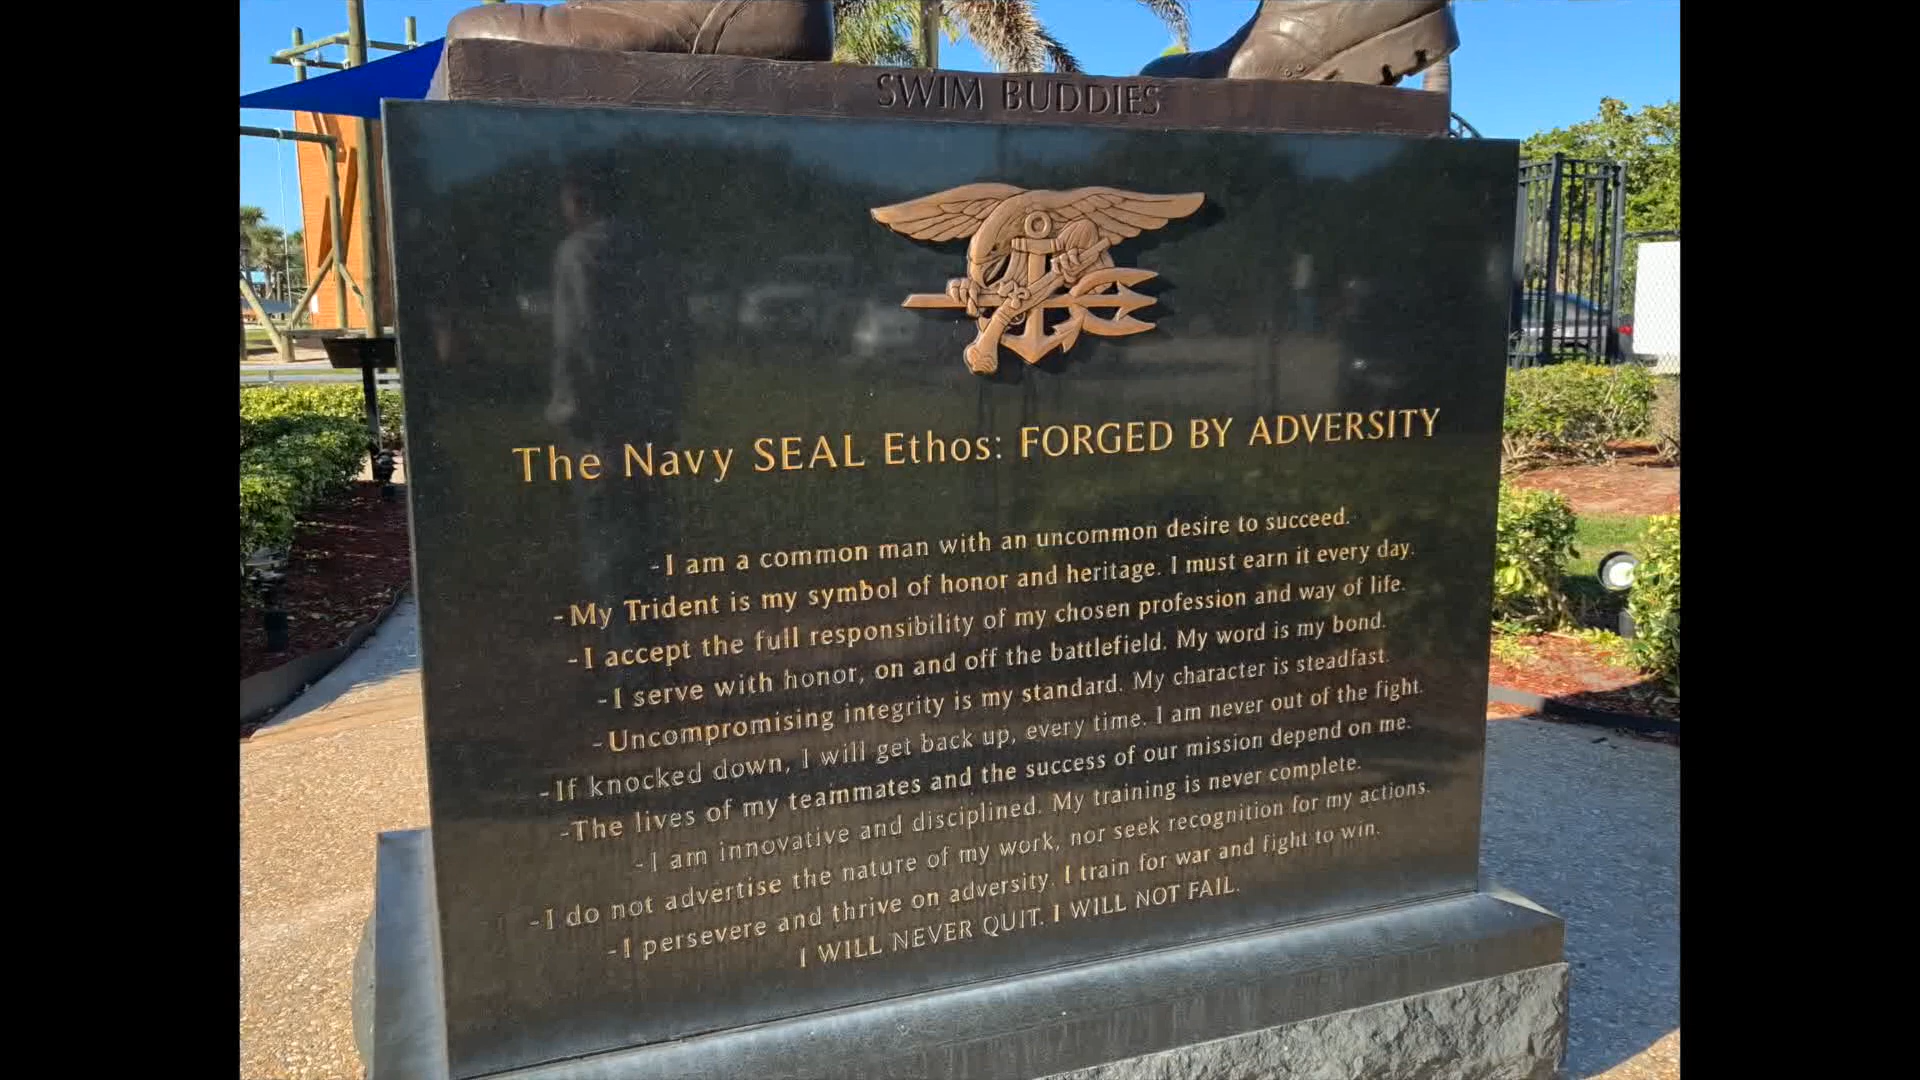 SWIM BUDDIES
The Navy SEAL Ethos: FORGED BY ADVERSITY
-I am a common man with an uncommon desire to succeed.
-My Trident is my symbol of honor and heritage. I must earn it every day.
-I accept the full responsibility of my chosen profession and way of life.
-I serve with honor, on and off the battlefield. My word is my bond.
-Uncompromising integrity is my standard. My character is steadfast.
-If knocked down, I will get back up, every time. I am never out of the fight.
-The lives of my teammates and the success of our mission depend on me.
-I am innovative and disciplined. My training is never complete.
-I do not advertise the nature of my work, nor seek recognition for my actions.
-I persevere and thrive on adversity. I train for war and fight to win.
I WILL NEVER QUIT. I WILL NOT FAIL.